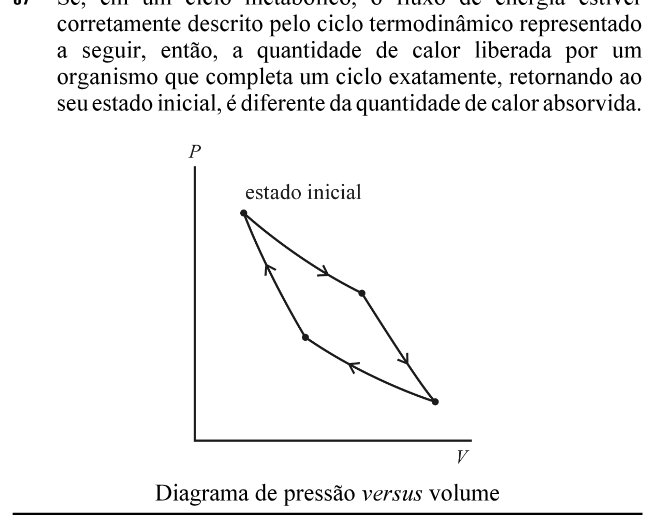 67 Se, em um ciclo metabólico, o fluxo de energia estiver
corretamente descrito pelo ciclo termodinâmico representado
a seguir, então, a quantidade de calor liberada por um
organismo que completa um ciclo exatamente, retornando ao
seu estado inicial, é diferente da quantidade de calor absorvida.
P
estado inicial
V
Diagrama de pressão versus volume